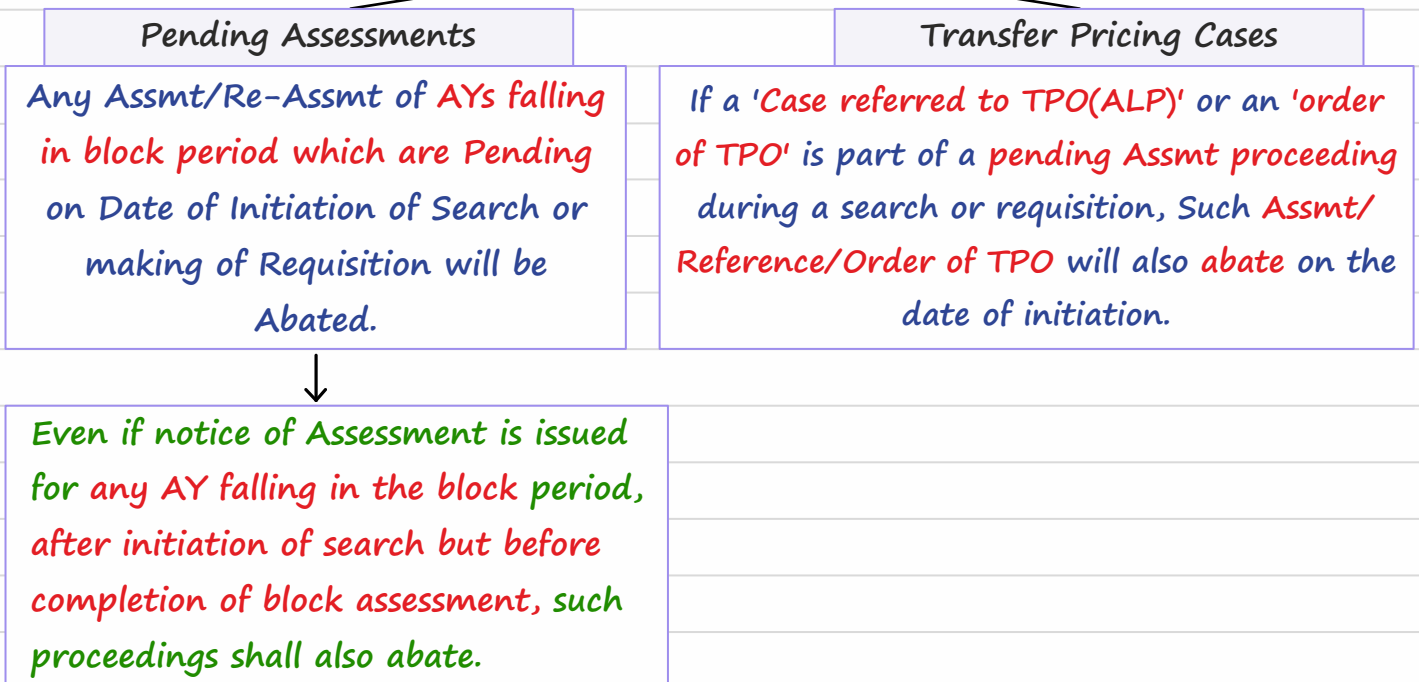 Pending Assessments
Any Assmt/Re-Assmt of AYs falling
in block period which are Pending
on Date of Initiation of Search or
making of Requisition will be
Abated.
Even if notice of Assessment is issued
for any AY falling in the block period,
after initiation of search but before
completion of block assessment, such
proceedings shall also abate.
Transfer Pricing Cases
If a 'Case referred to TPO(ALP)' or an 'order
of TPO' is part of a pending Assmt proceeding
during a search or requisition, Such Assmt/
Reference/Order of TPO will also abate on the
date of initiation.